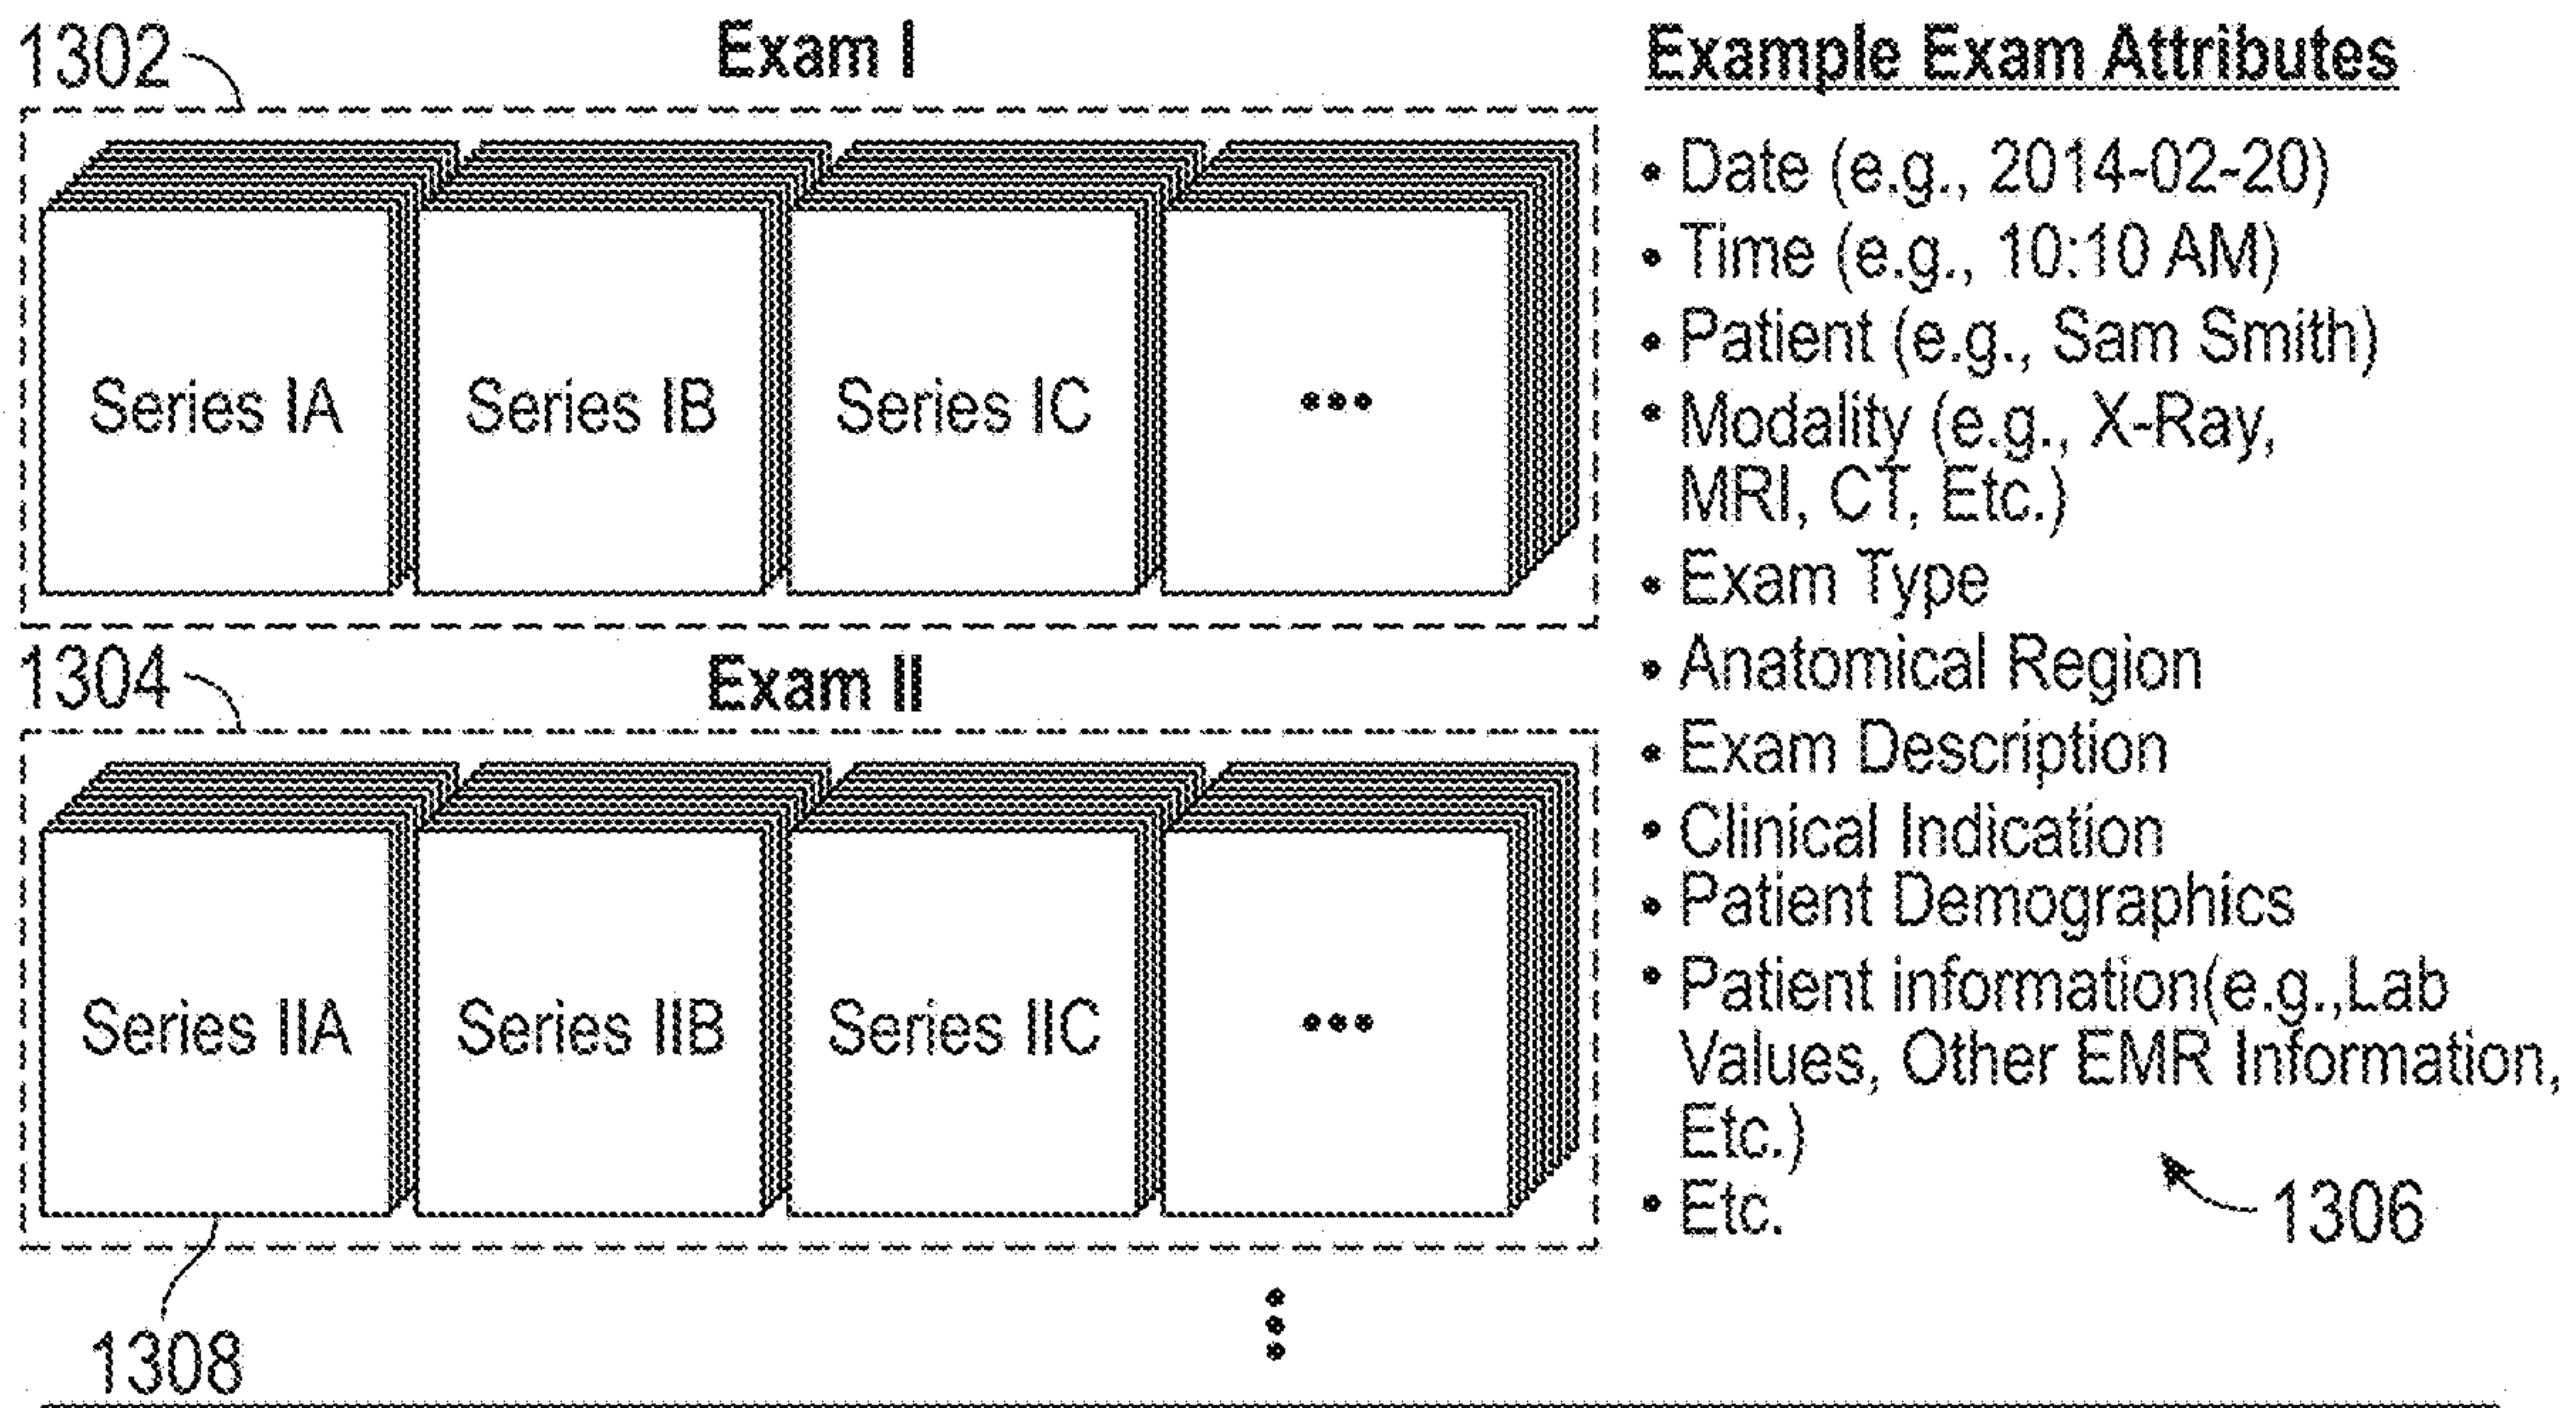 1302
Exam I
Series IA
Series IB
Series IC
•••
1304
Exam II
Series IIA
Series IIB
Series IIC
•••
1308
Example Exam Attributes
• Date (e.g., 2014-02-20)
• Time (e.g., 10:10 AM)
• Patient (e.g., Sam Smith)
• Modality (e.g., X-Ray,
MRI, CT, Etc.)
• Exam Type
• Anatomical Region
• Exam Description
• Clinical Indication
• Patient Demographics
• Patient information(e.g.,Lab
Values, Other EMR Information,
Etc.)
• Etc.
1306